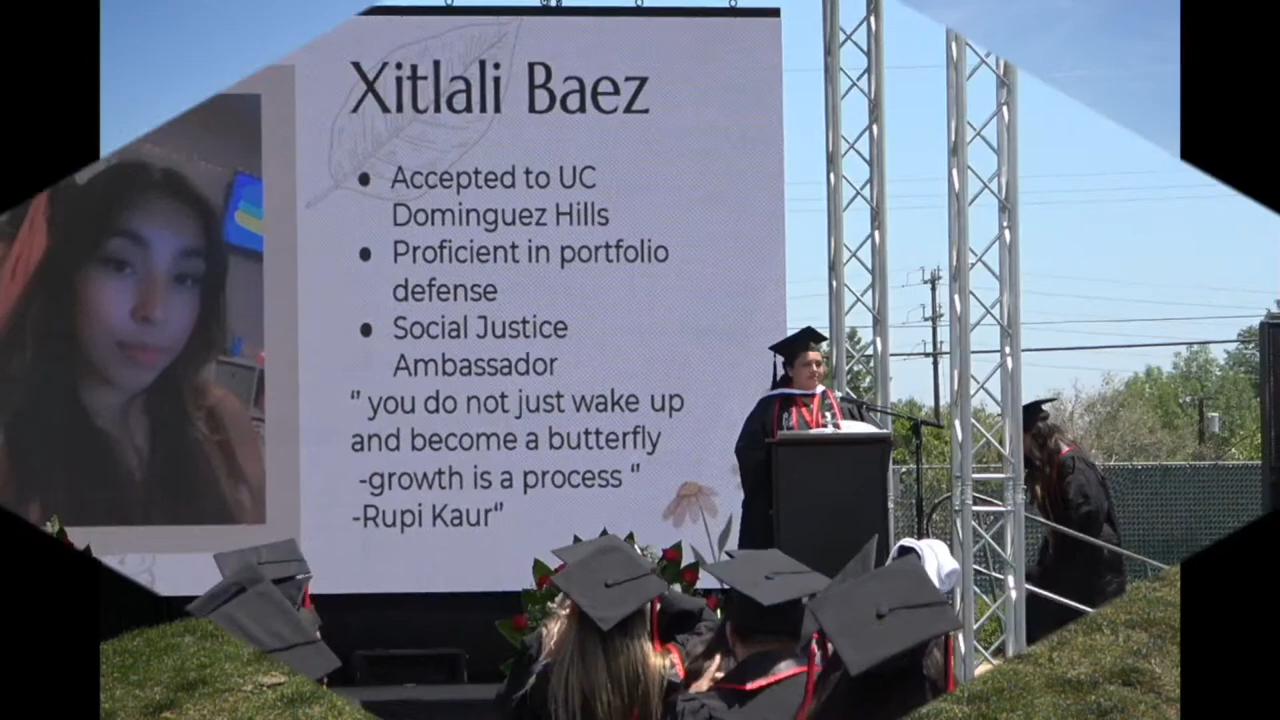 Xitlali Baez
• Accepted to UC
Dominguez Hills
• Proficient in portfolio
defense
• Social Justice
Ambassador
“ you do not just wake up
and become a butterfly
-growth is a process “
-Rupi Kaur“